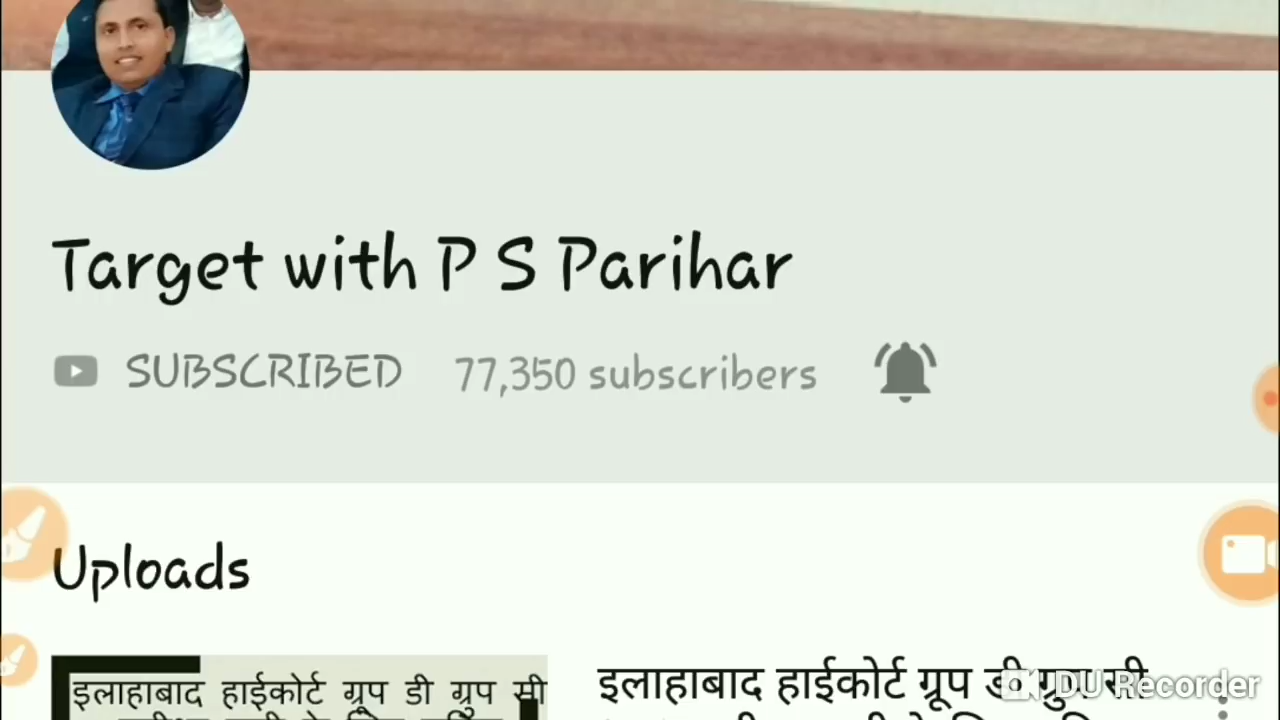 Target with P S Parihar
SUBSCRIBED 77,350 subscribers
Uploads
इलाहाबाद हाईकोर्ट ग्रूप डी ग्रुप सी
इलाहाबाद हाईकोर्ट ग्रूप डी ग्रुप सी
DU Recorder